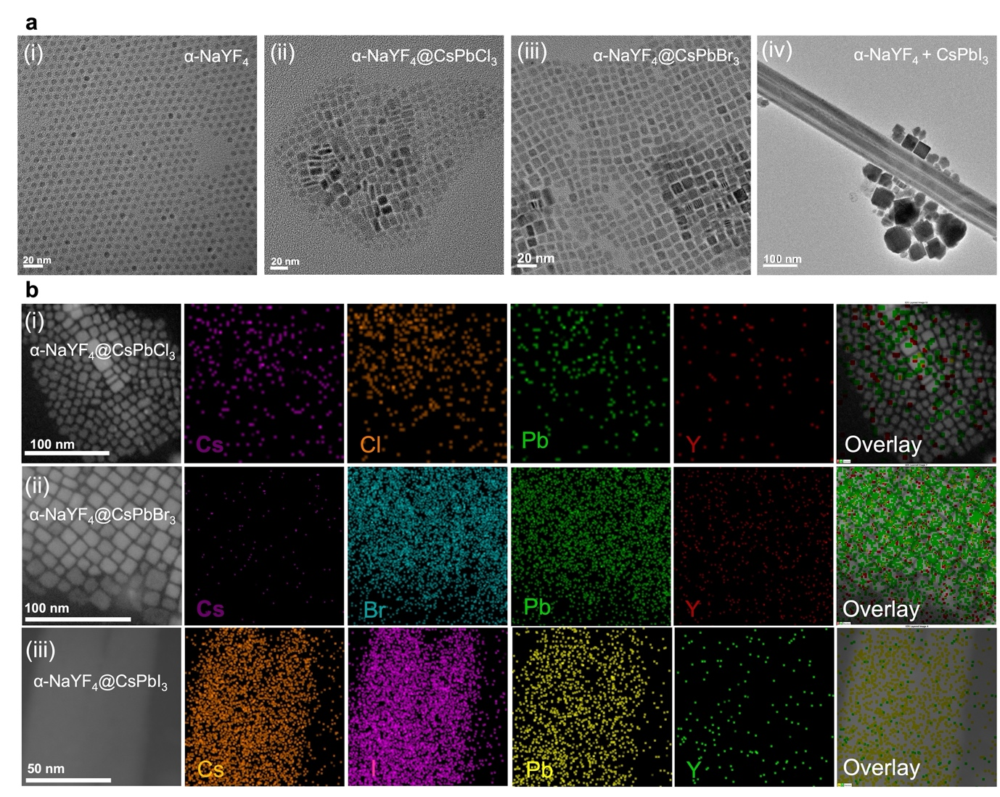 a
(i)
α-NaYF₄
20 nm
(ii)
α-NaYF₄@CsPbCl₃
20 nm
(iii)
α-NaYF₄@CsPbBr₃
20 nm
(iv)
α-NaYF₄ + CsPbI₃
100 nm
b
(i)
α-NaYF₄@CsPbCl₃
100 nm
Cs
Cl
Pb
Y
Overlay
(ii)
α-NaYF₄@CsPbBr₃
100 nm
Cs
Br
Pb
Y
Overlay
(iii)
α-NaYF₄@CsPbI₃
50 nm
Cs
I
Pb
Y
Overlay